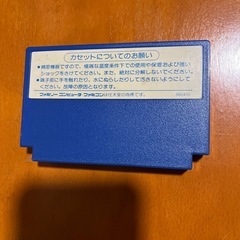 カセットについてのお願い
●精密機器ですので、極端な温度条件下での使用や保管および強い
ショックをさけてください。また、絶対に分解しないでください。
●端子部に手を触れたり、水にぬらしたりして汚さないようにして
ください。故障の原因となります。
ファミリーコンピュータ ファミコンは任天堂の商標です。